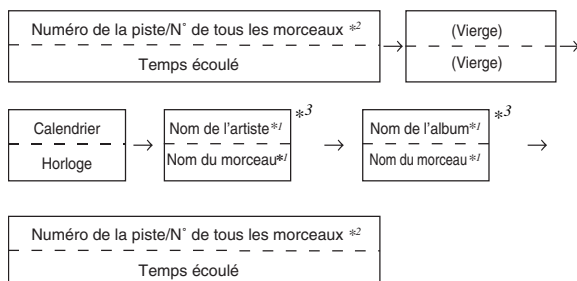 Numéro de la piste/N° de tous les morceaux *2
Temps écoulé
(Vierge)
(Vierge)
Calendrier
Horloge
Nom de l'artiste*1
Nom du morceau*1
*3
Nom de l'album*1
Nom du morceau*1
*3
Numéro de la piste/N° de tous les morceaux *2
Temps écoulé